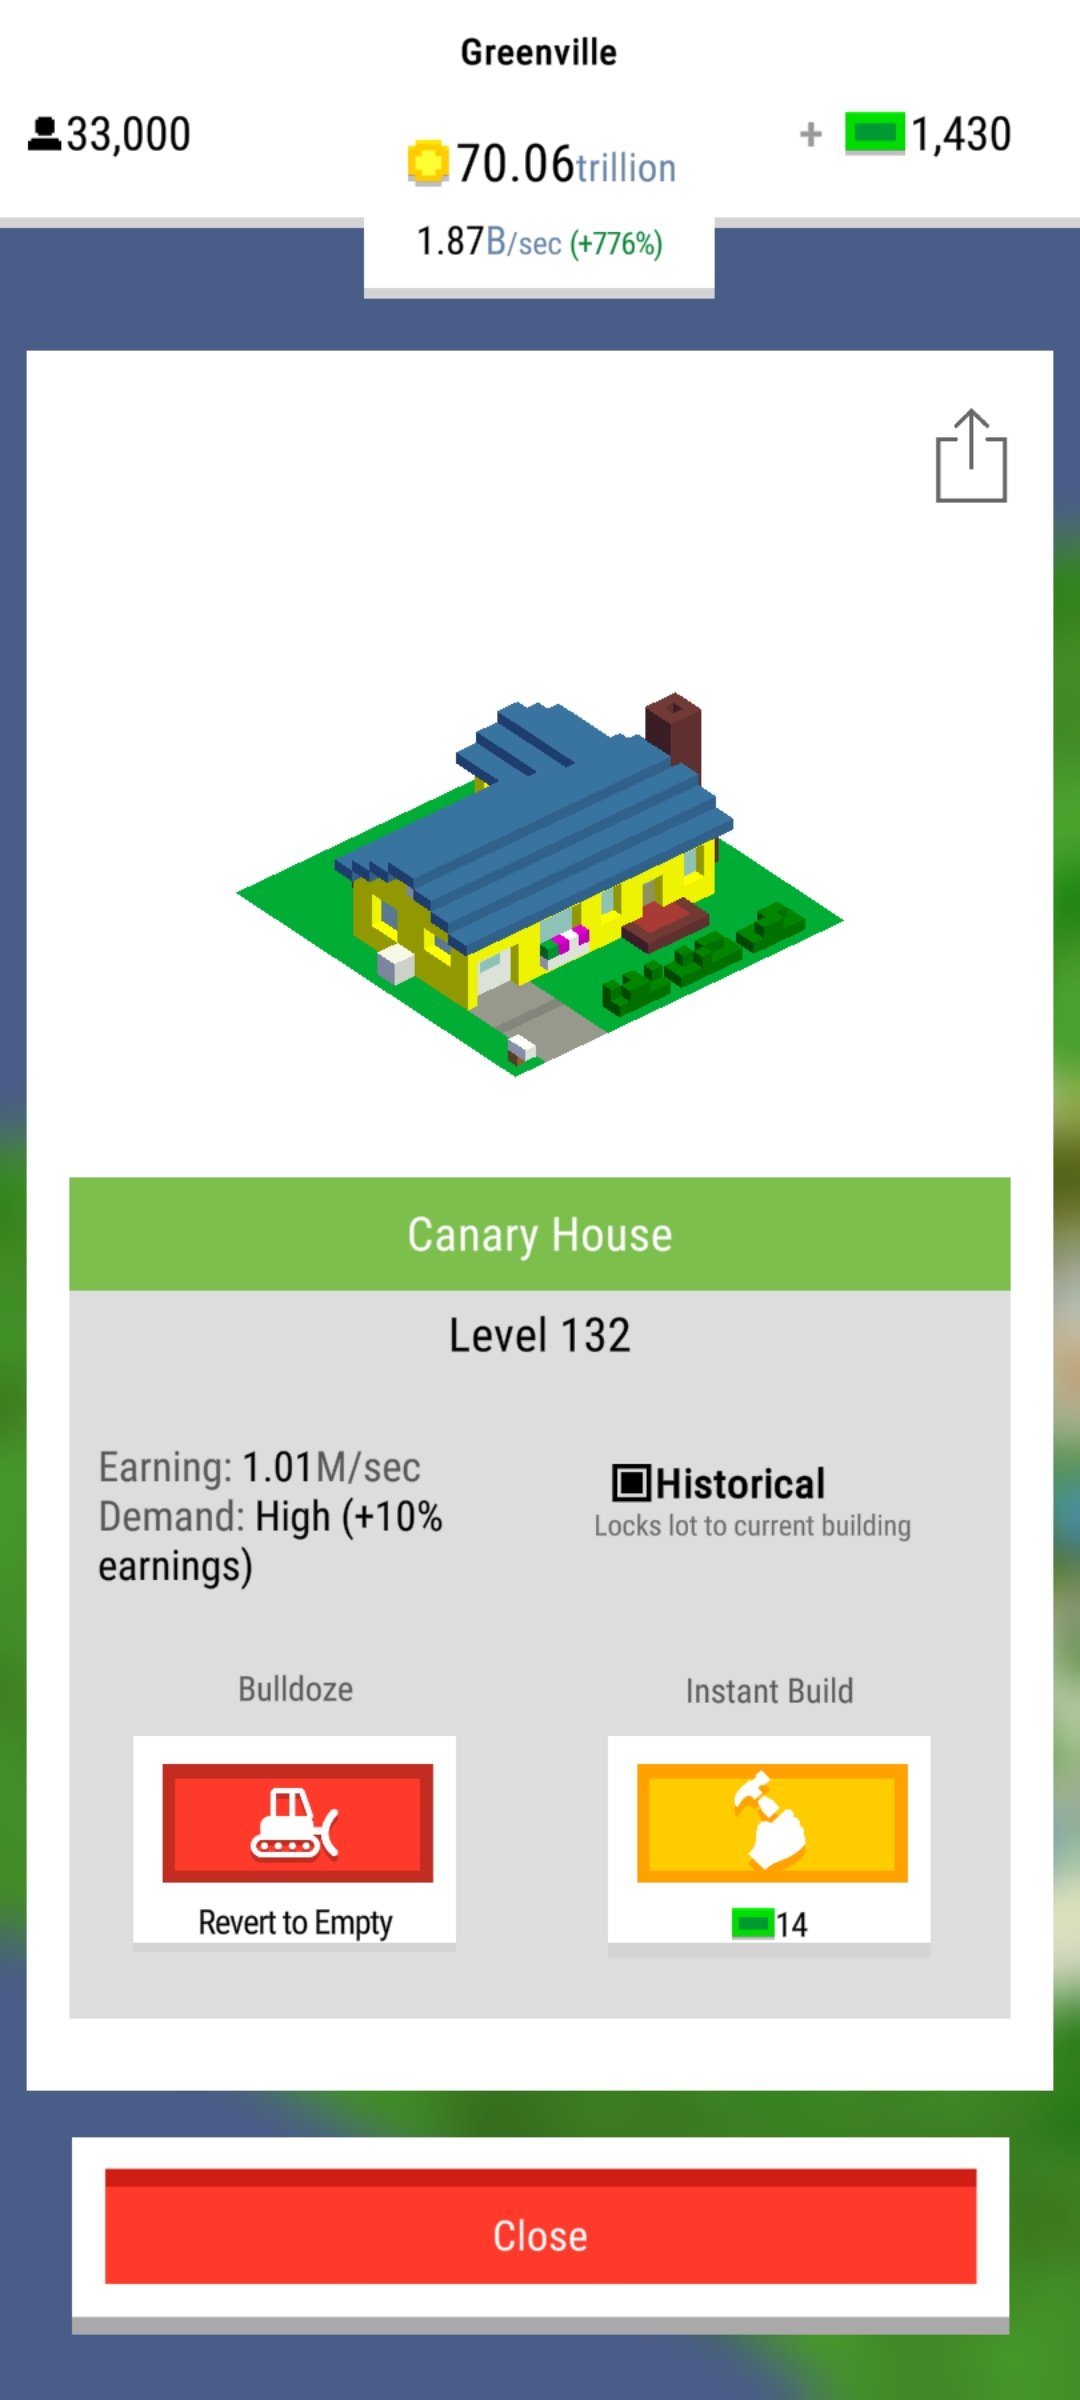 Greenville
33,000
70.06trillion
+ 1,430
1.87B/sec (+776%)
Canary House
Level 132
Earning: 1.01M/sec
Demand: High (+10%
earnings)
Historical
Locks lot to current building
Bulldoze
Instant Build
Revert to Empty
14
Close